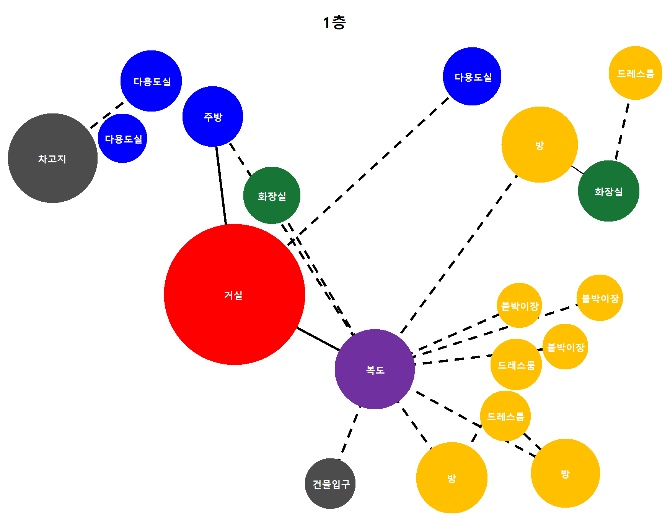 1층
드레스룸
다용도실
다용도실
주방
다용도실
방
차고지
화장실
화장실
거실
붙박이장
붙박이장
붙박이장
복도
드레스룸
드레스룸
방
방
건물입구